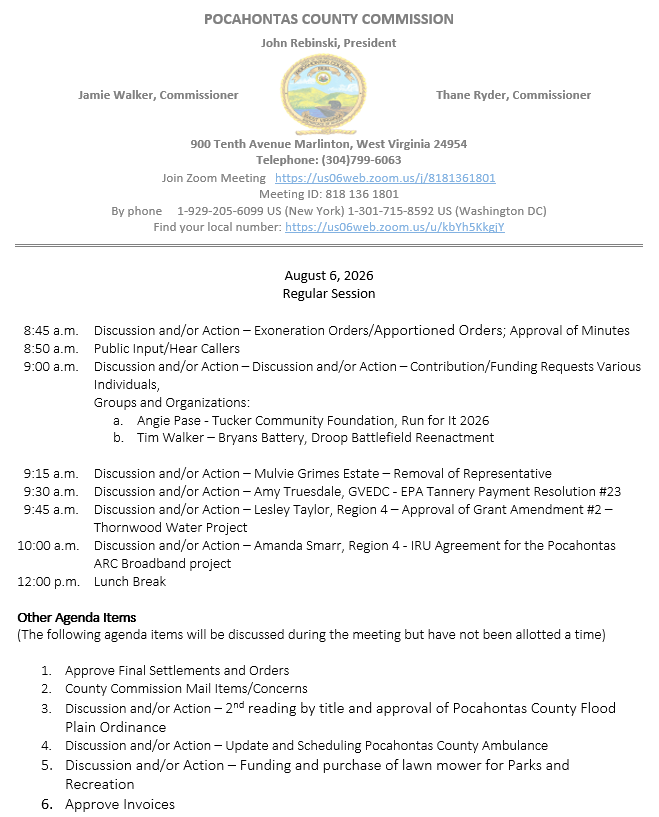 POCAHONTAS COUNTY COMMISSION
John Rebinski, President
Jamie Walker, Commissioner
Thane Ryder, Commissioner
900 Tenth Avenue Marlinton, West Virginia 24954
Telephone: (304)799-6063
Join Zoom Meeting https://us06web.zoom.us/j/8181361801
Meeting ID: 818 136 1801
By phone 1-929-205-6099 US (New York) 1-301-715-8592 US (Washington DC)
Find your local number: https://us06web.zoom.us/u/kbYh5KkgjY
August 6, 2026
Regular Session
8:45 a.m. Discussion and/or Action – Exoneration Orders/Apportioned Orders; Approval of Minutes
8:50 a.m. Public Input/Hear Callers
9:00 a.m. Discussion and/or Action – Discussion and/or Action – Contribution/Funding Requests Various
Individuals,
Groups and Organizations:
a. Angie Pase - Tucker Community Foundation, Run for It 2026
b. Tim Walker – Bryans Battery, Droop Battlefield Reenactment
9:15 a.m. Discussion and/or Action – Mulvie Grimes Estate – Removal of Representative
9:30 a.m. Discussion and/or Action – Amy Truesdale, GVEDC - EPA Tannery Payment Resolution #23
9:45 a.m. Discussion and/or Action – Lesley Taylor, Region 4 – Approval of Grant Amendment #2 –
Thornwood Water Project
10:00 a.m. Discussion and/or Action – Amanda Smarr, Region 4 - IRU Agreement for the Pocahontas
ARC Broadband project
12:00 p.m. Lunch Break
Other Agenda Items
(The following agenda items will be discussed during the meeting but have not been allotted a time)
1. Approve Final Settlements and Orders
2. County Commission Mail Items/Concerns
3. Discussion and/or Action – 2nd reading by title and approval of Pocahontas County Flood
Plain Ordinance
4. Discussion and/or Action – Update and Scheduling Pocahontas County Ambulance
5. Discussion and/or Action – Funding and purchase of lawn mower for Parks and
Recreation
6. Approve Invoices